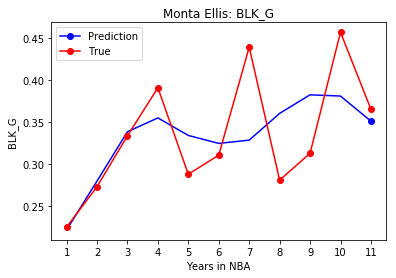 Monta Ellis: BLK_G
Prediction
True
BLK_G
0.45
0.40
0.35
0.30
0.25
1 2 3 4 5 6 7 8 9 10 11
Years in NBA